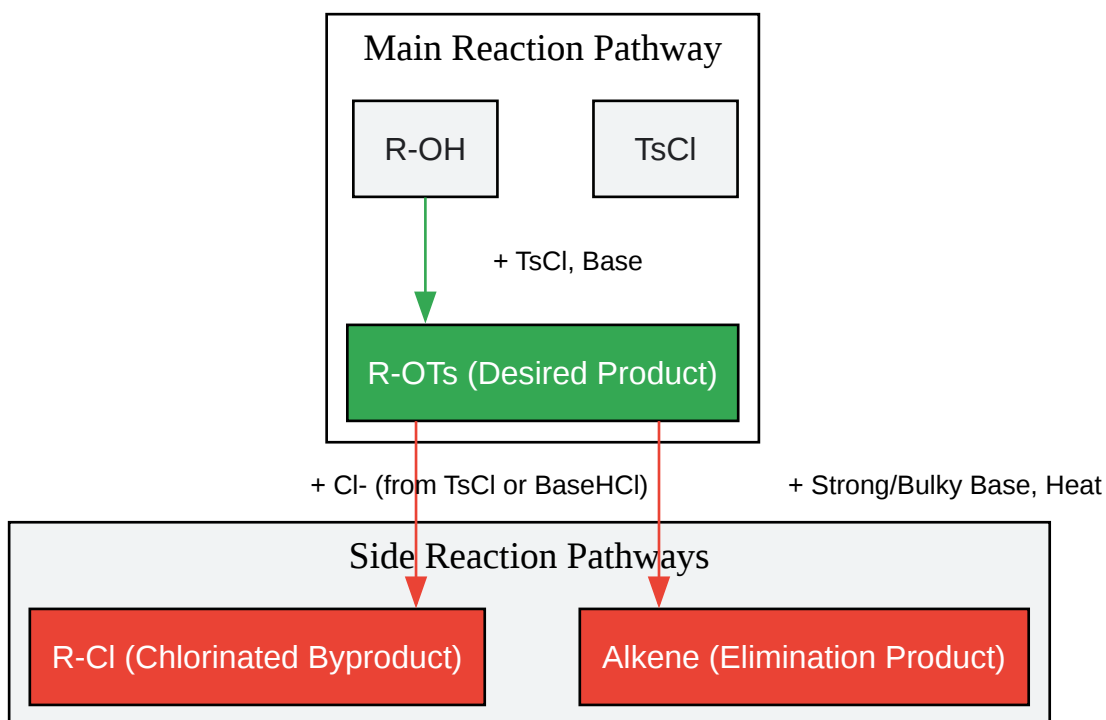 Main Reaction Pathway
R-OH
TsCl
+ TsCl, Base
R-OTs (Desired Product)
+ Cl- (from TsCl or BaseHCl)
+ Strong/Bulky Base, Heat
Side Reaction Pathways
R-Cl (Chlorinated Byproduct)
Alkene (Elimination Product)